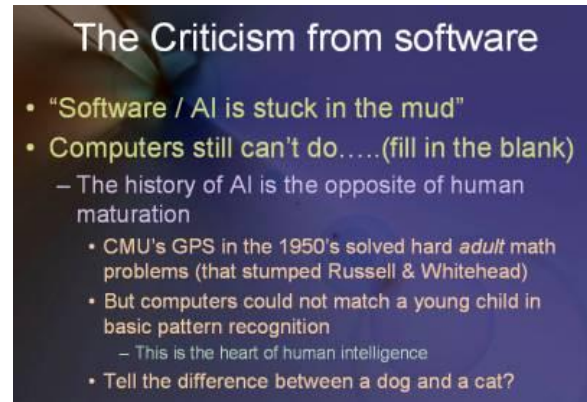 The Criticism from software
• “Software / AI is stuck in the mud”
• Computers still can’t do…..(fill in the blank)
– The history of AI is the opposite of human
maturation
• CMU’s GPS in the 1950’s solved hard adult math
problems (that stumped Russell & Whitehead)
• But computers could not match a young child in
basic pattern recognition
– This is the heart of human intelligence
• Tell the difference between a dog and a cat?